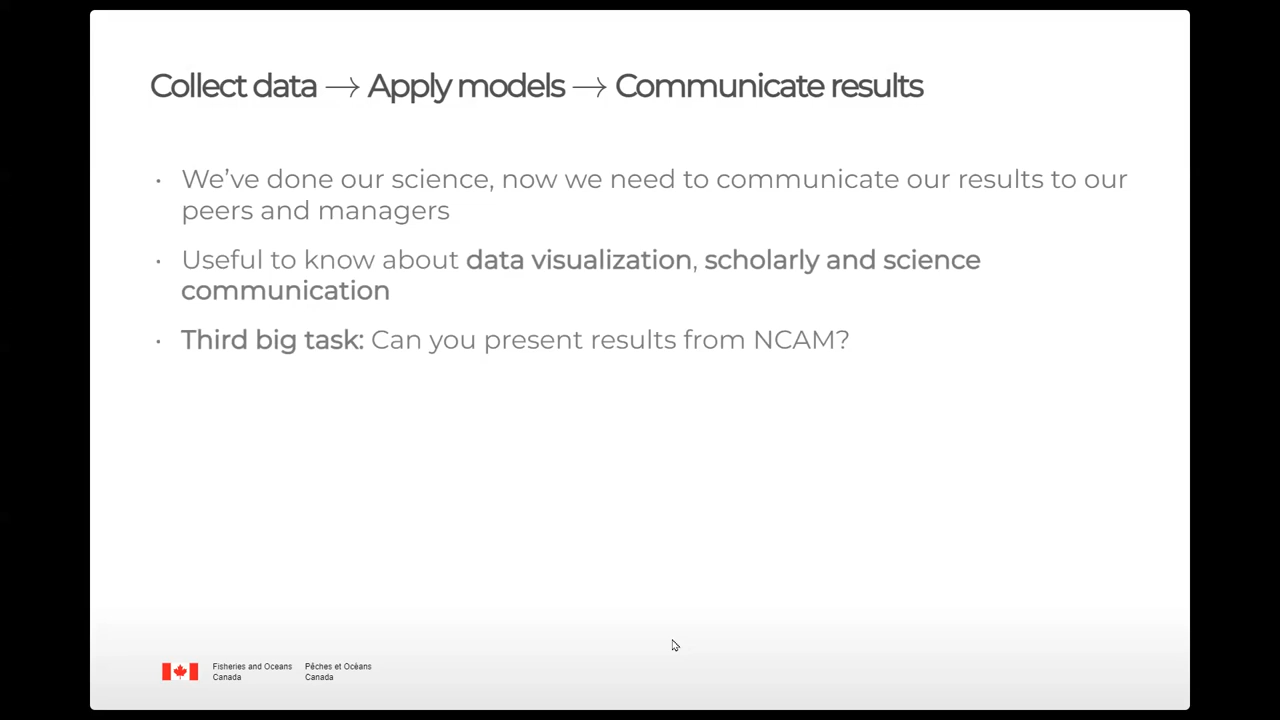 Collect data → Apply models → Communicate results
· We’ve done our science, now we need to communicate our results to our
peers and managers
· Useful to know about data visualization, scholarly and science
communication
· Third big task: Can you present results from NCAM?
Fisheries and Oceans
Canada
Pêches et Océans
Canada